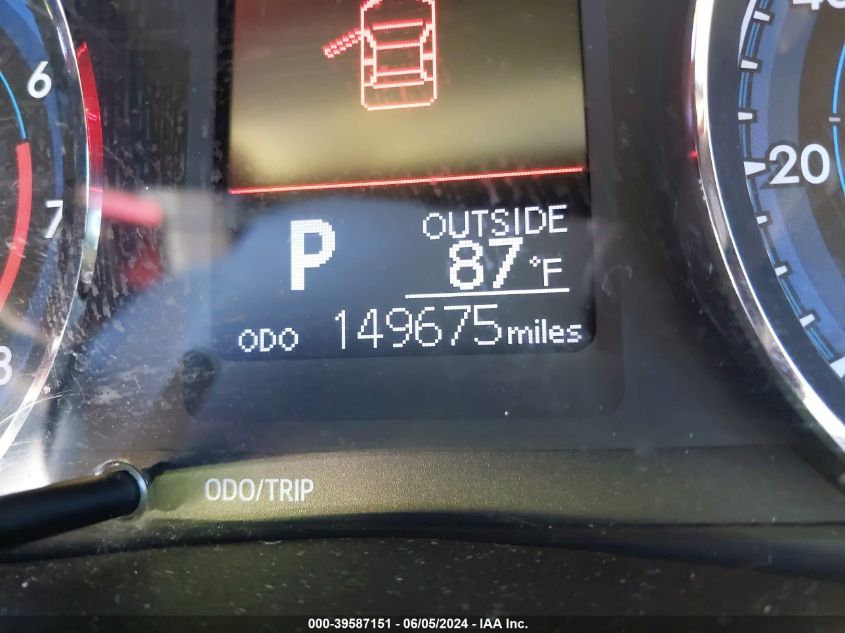 6
7
8
P
OUTSIDE
87 °F
ODO 149675 miles
20
ODO/TRIP
000-39587151 - 06/05/2024 - IAA Inc.